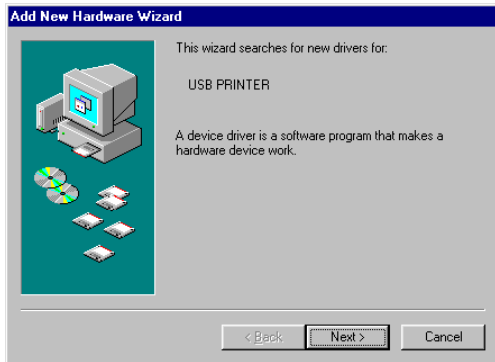 Add New Hardware Wizard
This wizard searches for new drivers for:
USB PRINTER
A device driver is a software program that makes a
hardware device work.
< Back
Next >
Cancel